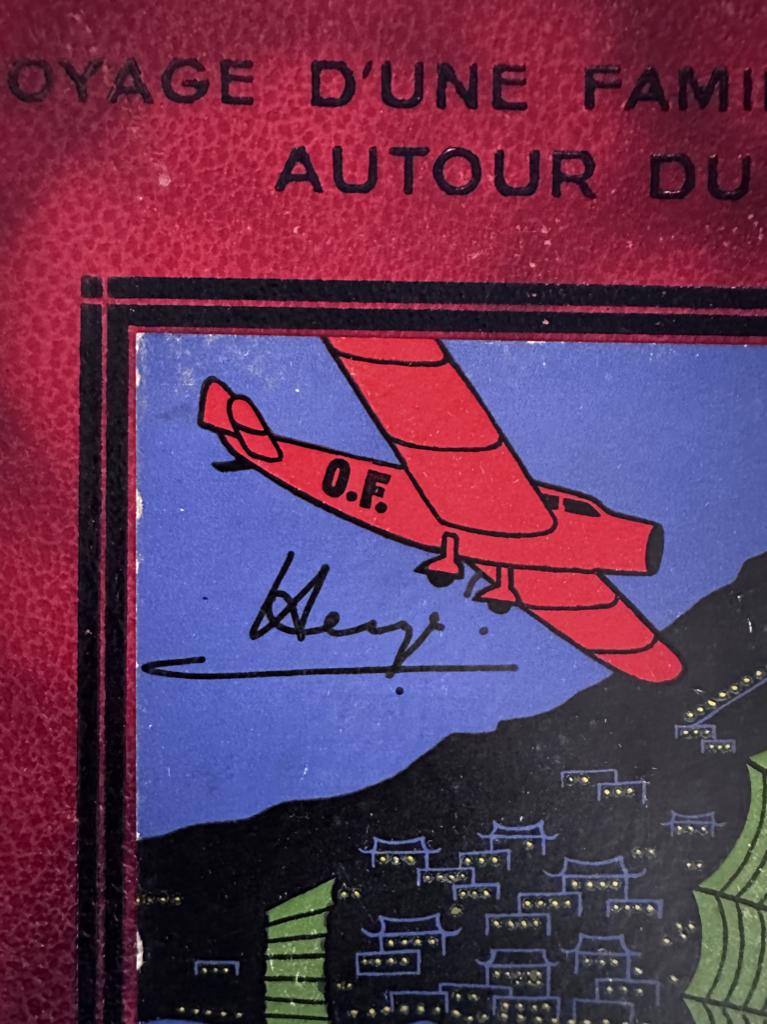 OYAGE D'UNE FAMI
AUTOUR DU
O.F.
Hergé.